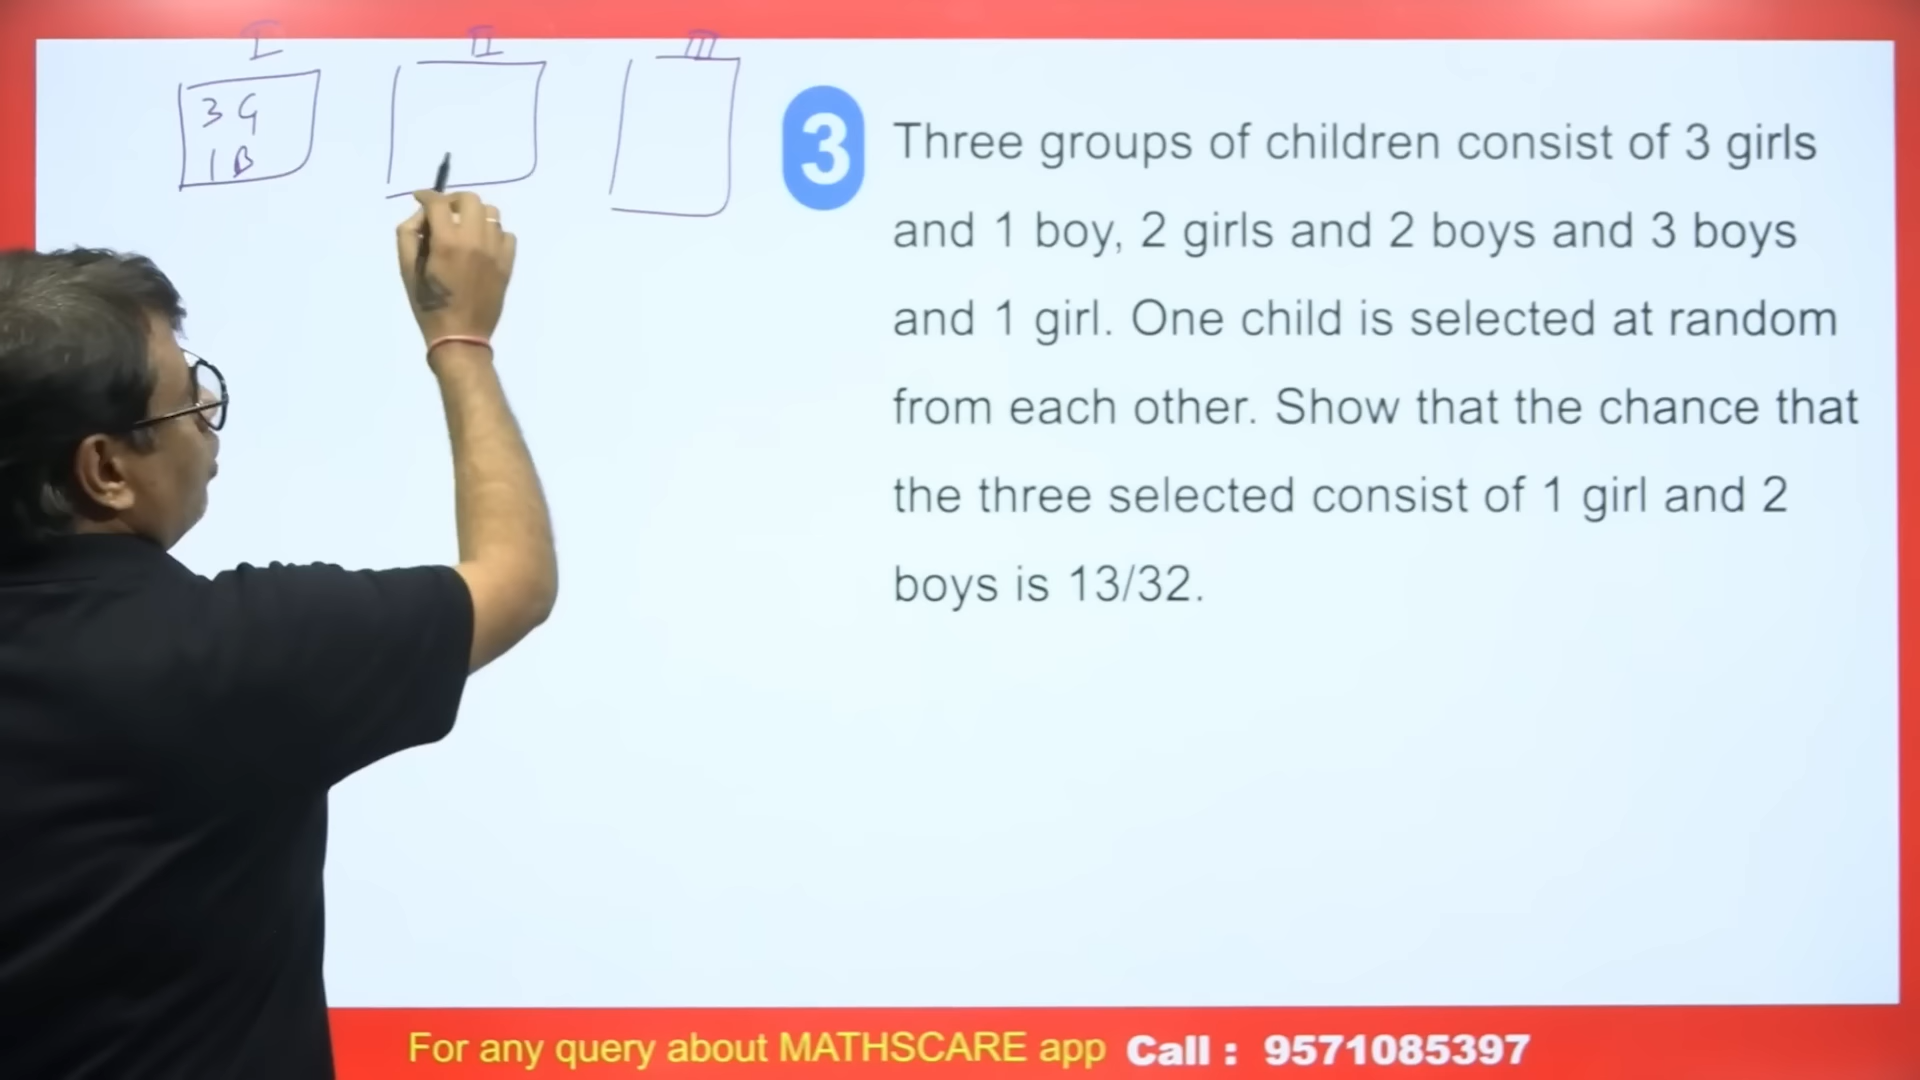 I II III
3 G
1 B
3
Three groups of children consist of 3 girls
and 1 boy, 2 girls and 2 boys and 3 boys
and 1 girl. One child is selected at random
from each other. Show that the chance that
the three selected consist of 1 girl and 2
boys is 13/32.
For any query about MATHSCARE app Call : 9571085397